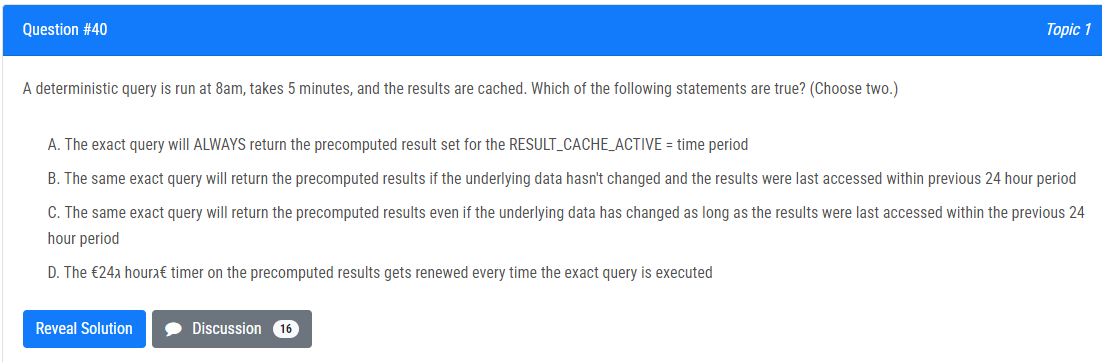 Question #40
Topic 1
A deterministic query is run at 8am, takes 5 minutes, and the results are cached. Which of the following statements are true? (Choose two.)
A. The exact query will ALWAYS return the precomputed result set for the RESULT_CACHE_ACTIVE = time period
B. The same exact query will return the precomputed results if the underlying data hasn't changed and the results were last accessed within previous 24 hour period
C. The same exact query will return the precomputed results even if the underlying data has changed as long as the results were last accessed within the previous 24
hour period
D. The €24ג hourג€ timer on the precomputed results gets renewed every time the exact query is executed
Reveal Solution
Discussion 16